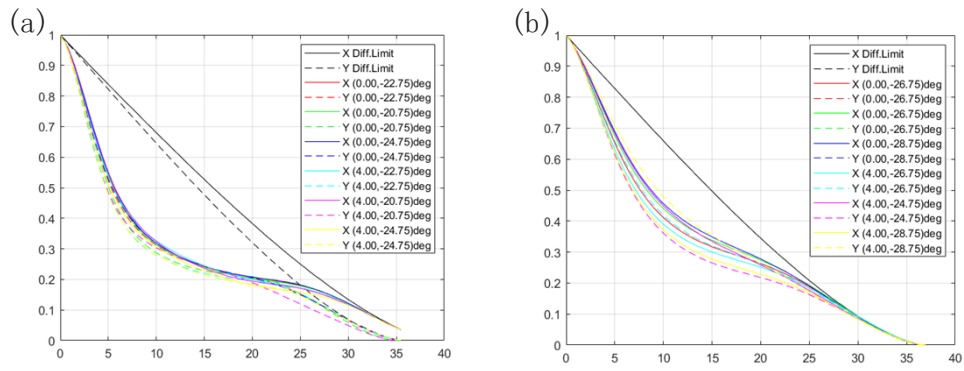 (a)
1
0.9
0.8
0.7
0.6
0.5
0.4
0.3
0.2
0.1
0
0 5 10 15 20 25 30 35 40
X Diff.Limit
Y Diff.Limit
X (0.00,-22.75)deg
Y (0.00,-22.75)deg
X (0.00,-20.75)deg
Y (0.00,-20.75)deg
X (0.00,-24.75)deg
Y (0.00,-24.75)deg
X (4.00,-22.75)deg
Y (4.00,-22.75)deg
X (4.00,-20.75)deg
Y (4.00,-20.75)deg
X (4.00,-24.75)deg
Y (4.00,-24.75)deg
(b)
1
0.9
0.8
0.7
0.6
0.5
0.4
0.3
0.2
0.1
0
0 5 10 15 20 25 30 35 40
X Diff.Limit
Y Diff.Limit
X (0.00,-26.75)deg
Y (0.00,-26.75)deg
X (0.00,-26.75)deg
Y (0.00,-26.75)deg
X (0.00,-28.75)deg
Y (0.00,-28.75)deg
X (4.00,-26.75)deg
Y (4.00,-26.75)deg
X (4.00,-24.75)deg
Y (4.00,-24.75)deg
X (4.00,-28.75)deg
Y (4.00,-28.75)deg